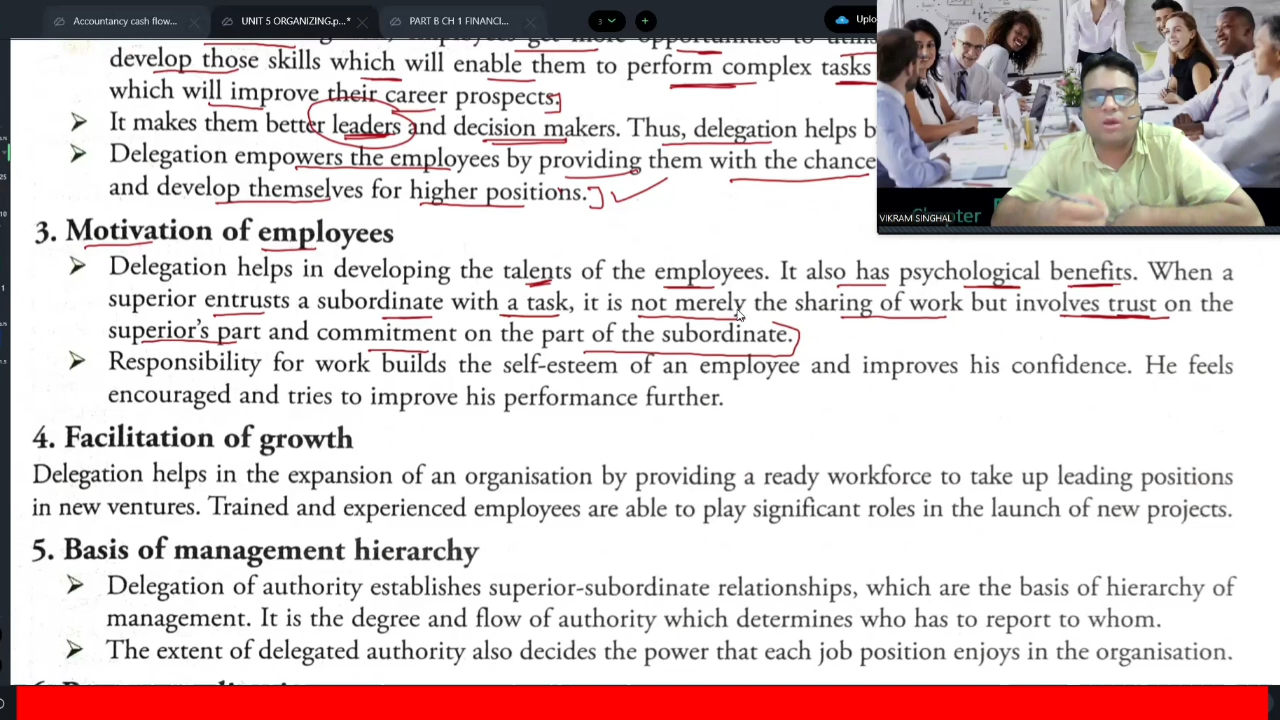 Accountancy cash flow...
UNIT 5 ORGANIZING.p...*
PART B CH 1 FINANCI...
3
Uplo
develop those skills which will enable them to perform complex tasks
which will improve their career prospects.
➤ It makes them better leaders and decision makers. Thus, delegation helps b
➤ Delegation empowers the employees by providing them with the chance
and develop themselves for higher positions.
VIKRAM SINGHAL
pter
3. Motivation of employees
➤ Delegation helps in developing the talents of the employees. It also has psychological benefits. When a
superior entrusts a subordinate with a task, it is not merely the sharing of work but involves trust on the
superior's part and commitment on the part of the subordinate.
➤ Responsibility for work builds the self-esteem of an employee and improves his confidence. He feels
encouraged and tries to improve his performance further.
4. Facilitation of growth
Delegation helps in the expansion of an organisation by providing a ready workforce to take up leading positions
in new ventures. Trained and experienced employees are able to play significant roles in the launch of new projects.
5. Basis of management hierarchy
➤ Delegation of authority establishes superior-subordinate relationships, which are the basis of hierarchy of
management. It is the degree and flow of authority which determines who has to report to whom.
➤ The extent of delegated authority also decides the power that each job position enjoys in the organisation.